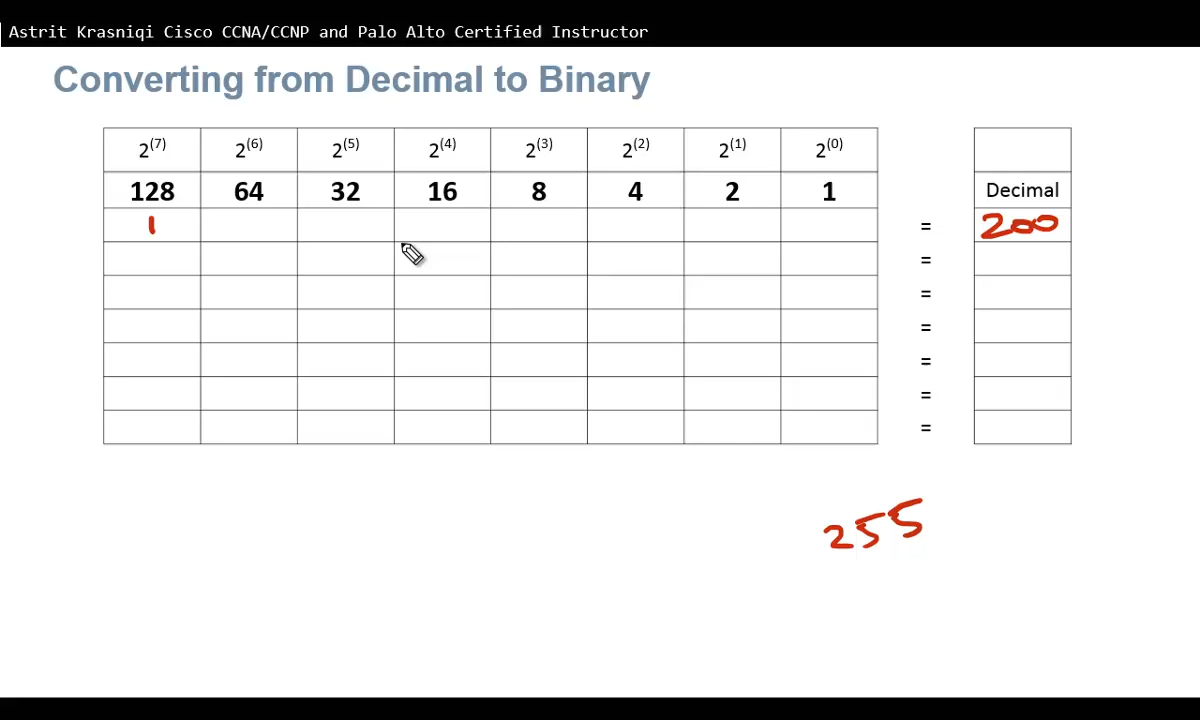 Astrit Krasniqi Cisco CCNA/CCNP and Palo Alto Certified Instructor
Converting from Decimal to Binary
2(7) 2(6) 2(5) 2(4) 2(3) 2(2) 2(1) 2(0)
128 64 32 16 8 4 2 1 Decimal
1 = 200
=
=
=
=
=
=
255